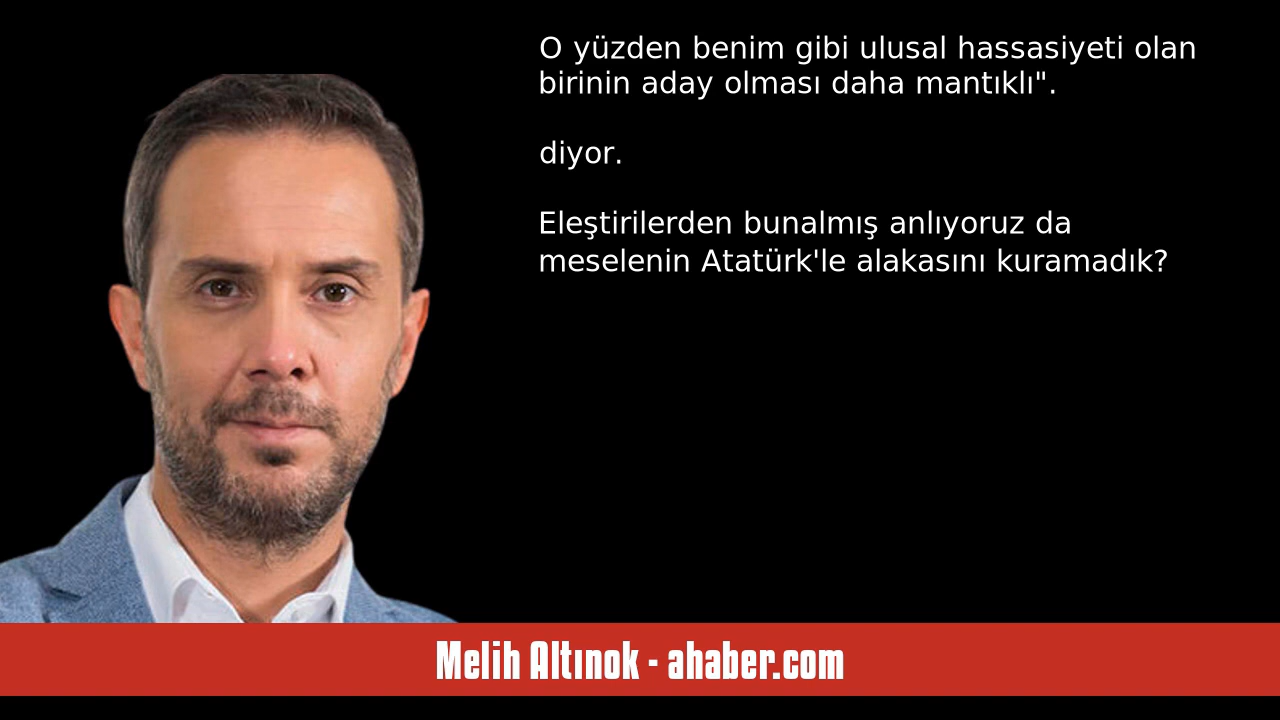 O yüzden benim gibi ulusal hassasiyeti olan
birinin aday olması daha mantıklı".
diyor.
Eleştirilerden bunalmış anlıyoruz da
meselenin Atatürk'le alakasını kuramadık?
Melih Altınok - ahaber.com